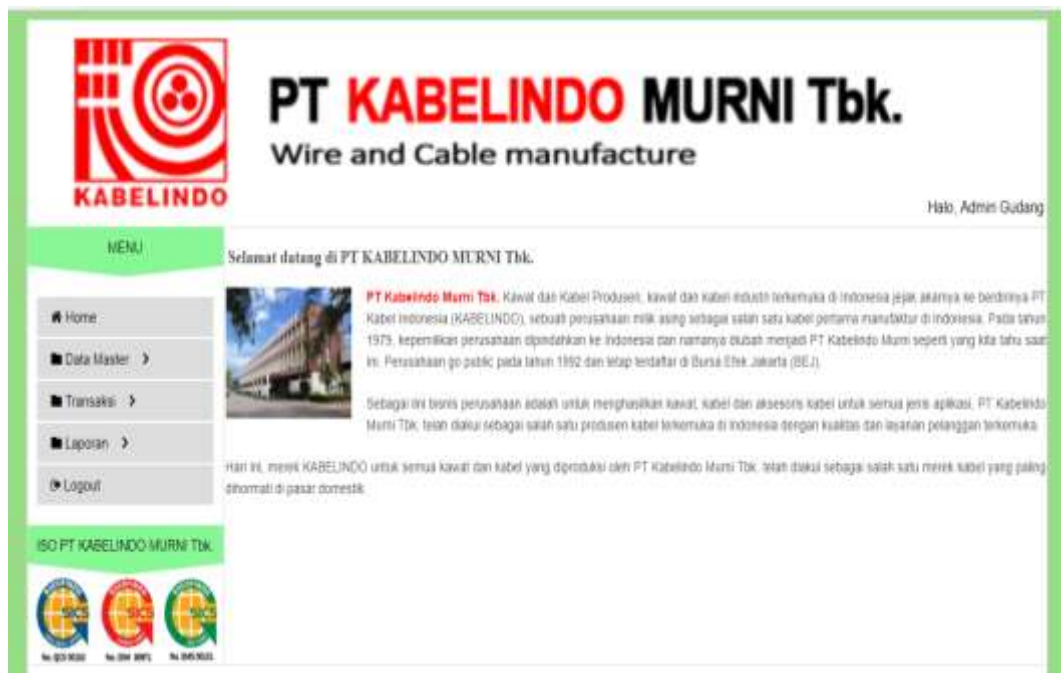 KABELINDO
PT KABELINDO MURNI Tbk.
Wire and Cable manufacture
Halo, Admin Gudang
MENU
Home
Data Master
Transaksi
Laporan
Logout
ISO PT KABELINDO MURNI Tbk.
SICS SICS SICS
Selamat datang di PT KABELINDO MURNI Tbk.
PT Kabelindo Murni Tbk. Kawat dan Kabel Produsen, kawat dan kabel industri terkemuka di Indonesia jejak akarnya ke berdirinya PT
Kabel Indonesia (KABELINDO), sebuah perusahaan milik asing sebagai salah satu kabel pertama manufaktur di Indonesia. Pada tahun
1979, kepemilikan perusahaan dipindahkan ke Indonesia dan namanya diubah menjadi PT Kabelindo Murni seperti yang kita tahu saat
ini. Perusahaan go public pada tahun 1992 dan tetap terdaftar di Bursa Efek Jakarta (BEJ).
Sebagai lini bisnis perusahaan adalah untuk menghasilkan kawat, kabel dan aksesoris kabel untuk semua jenis aplikasi, PT Kabelindo
Murni Tbk. telah diakui sebagai salah satu produsen kabel terkemuka di Indonesia dengan kualitas dan layanan pelanggan terkemuka.
Hari ini, merek KABELINDO untuk semua kawat dan kabel yang diproduksi oleh PT Kabelindo Murni Tbk. telah diakui sebagai salah satu merek kabel yang paling
dihormati di pasar domestik.